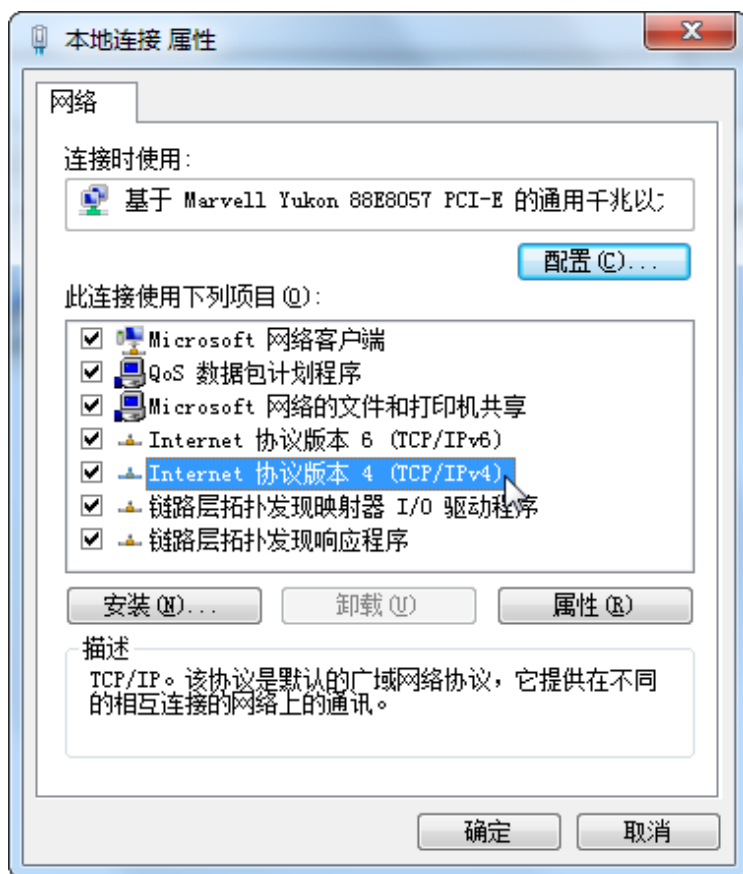 本地连接 属性
网络
连接时使用:
基于 Marvell Yukon 88E8057 PCI-E 的通用千兆以
配置(C)...
此连接使用下列项目(O):
Microsoft 网络客户端
QoS 数据包计划程序
Microsoft 网络的文件和打印机共享
Internet 协议版本 6 (TCP/IPv6)
Internet 协议版本 4 (TCP/IPv4)
链路层拓扑发现映射器 I/O 驱动程序
链路层拓扑发现响应程序
安装(N)... 卸载(U) 属性(R)
描述
TCP/IP。该协议是默认的广域网络协议，它提供在不同
的相互连接的网络上的通讯。
确定 取消